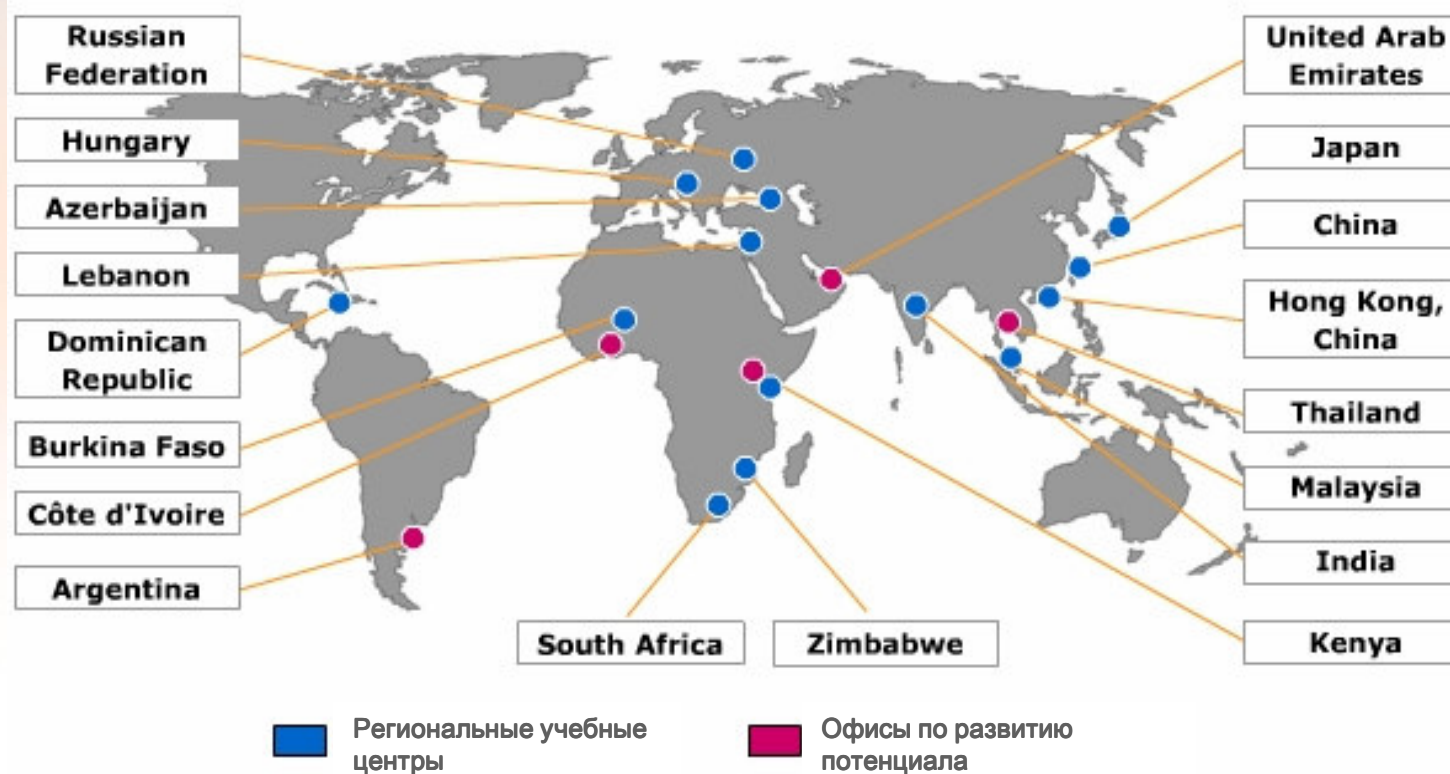 Russian
Federation
Hungary
Azerbaijan
Lebanon
Dominican
Republic
Burkina Faso
Côte d'Ivoire
Argentina
South Africa
Zimbabwe
United Arab
Emirates
Japan
China
Hong Kong,
China
Thailand
Malaysia
India
Kenya
Региональные учебные
центры
Офисы по развитию
потенциала